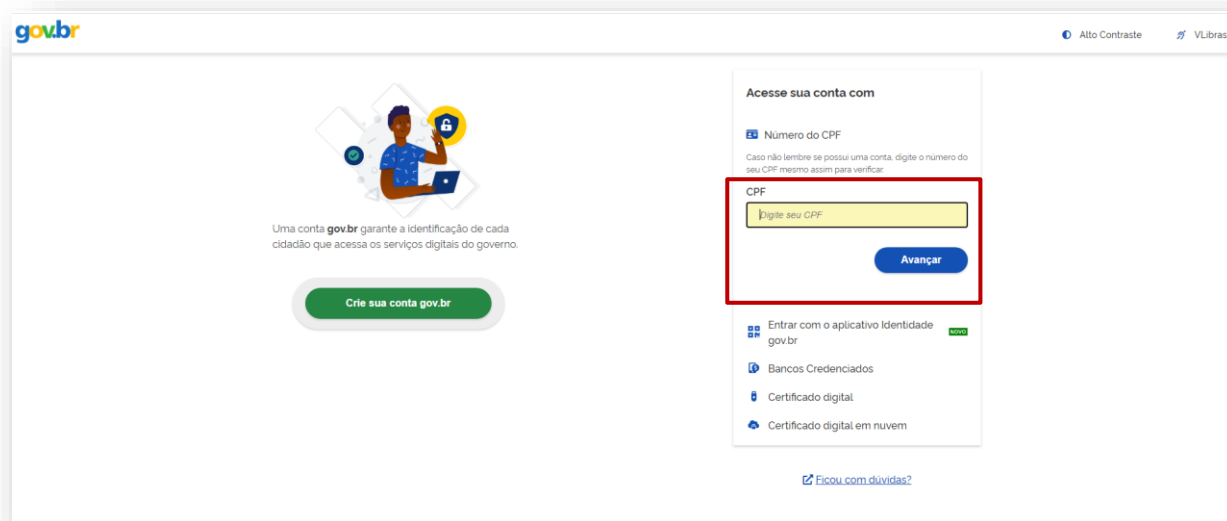 gov.br
Alto Contraste
VLibras
Uma conta gov.br garante a identificação de cada
cidadão que acessa os serviços digitais do governo.
Crie sua conta gov.br
Acesse sua conta com
Número do CPF
Caso não lembre se possui uma conta, digite o número do
seu CPF mesmo assim para verificar.
CPF
Digite seu CPF
Avançar
Entrar com o aplicativo Identidade
gov.br
NOVO
Bancos Credenciados
Certificado digital
Certificado digital em nuvem
Ficou com dúvidas?